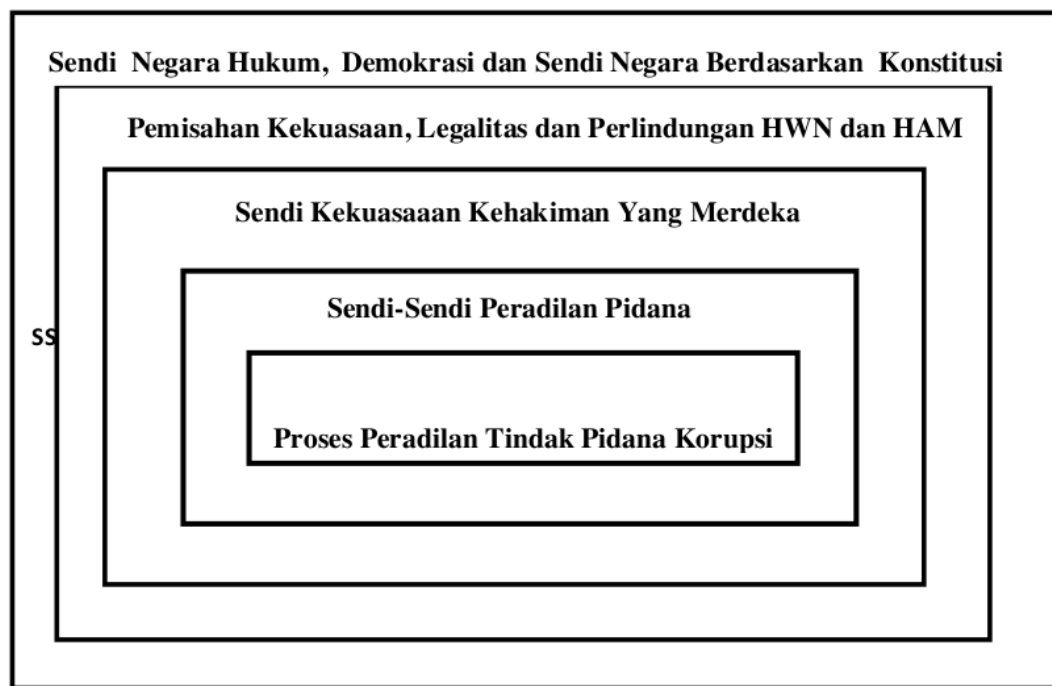 Sendi Negara Hukum, Demokrasi dan Sendi Negara Berdasarkan Konstitusi
Pemisahan Kekuasaan, Legalitas dan Perlindungan HWN dan HAM
Sendi Kekuasaaan Kehakiman Yang Merdeka
Sendi-Sendi Peradilan Pidana
SS
Proses Peradilan Tindak Pidana Korupsi